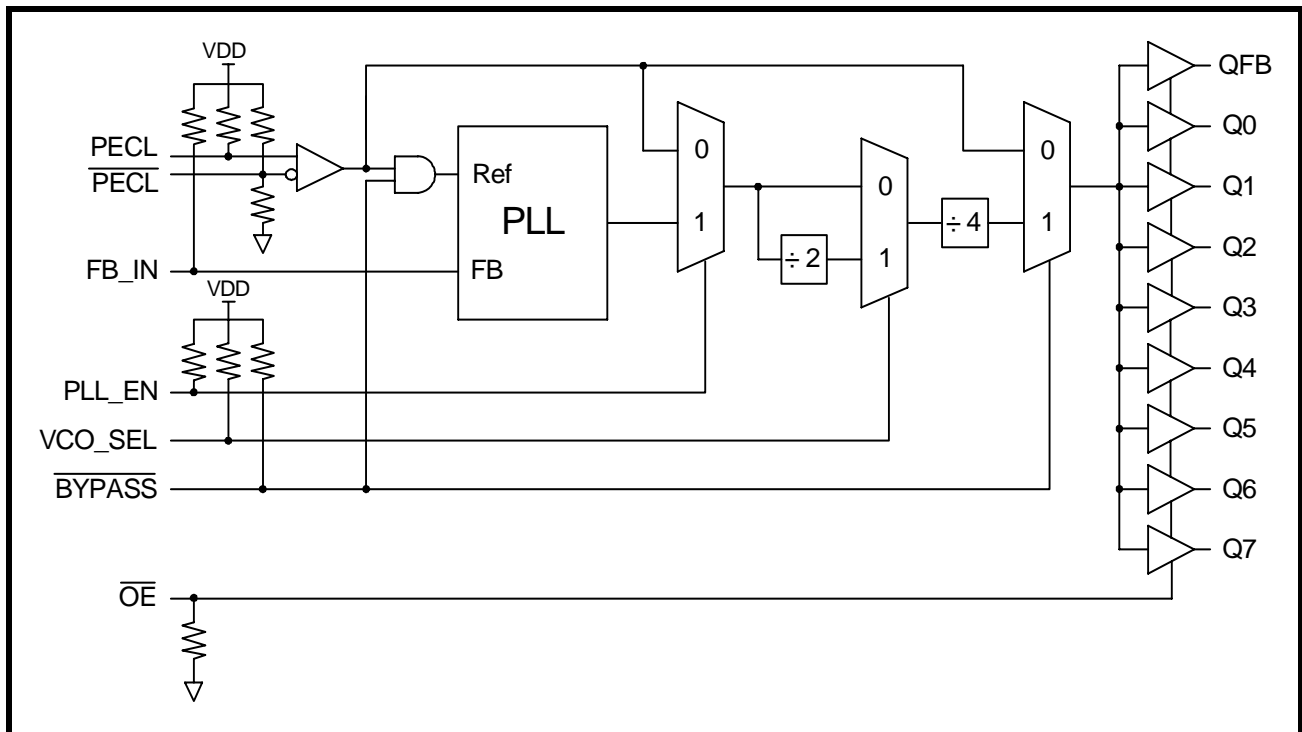 VDD
PECL
PECL
FB_IN
Ref
PLL
FB
0
1
÷ 2
0
1
÷ 4
0
1
VDD
PLL_EN
VCO_SEL
BYPASS
OE
QFB
Q0
Q1
Q2
Q3
Q4
Q5
Q6
Q7